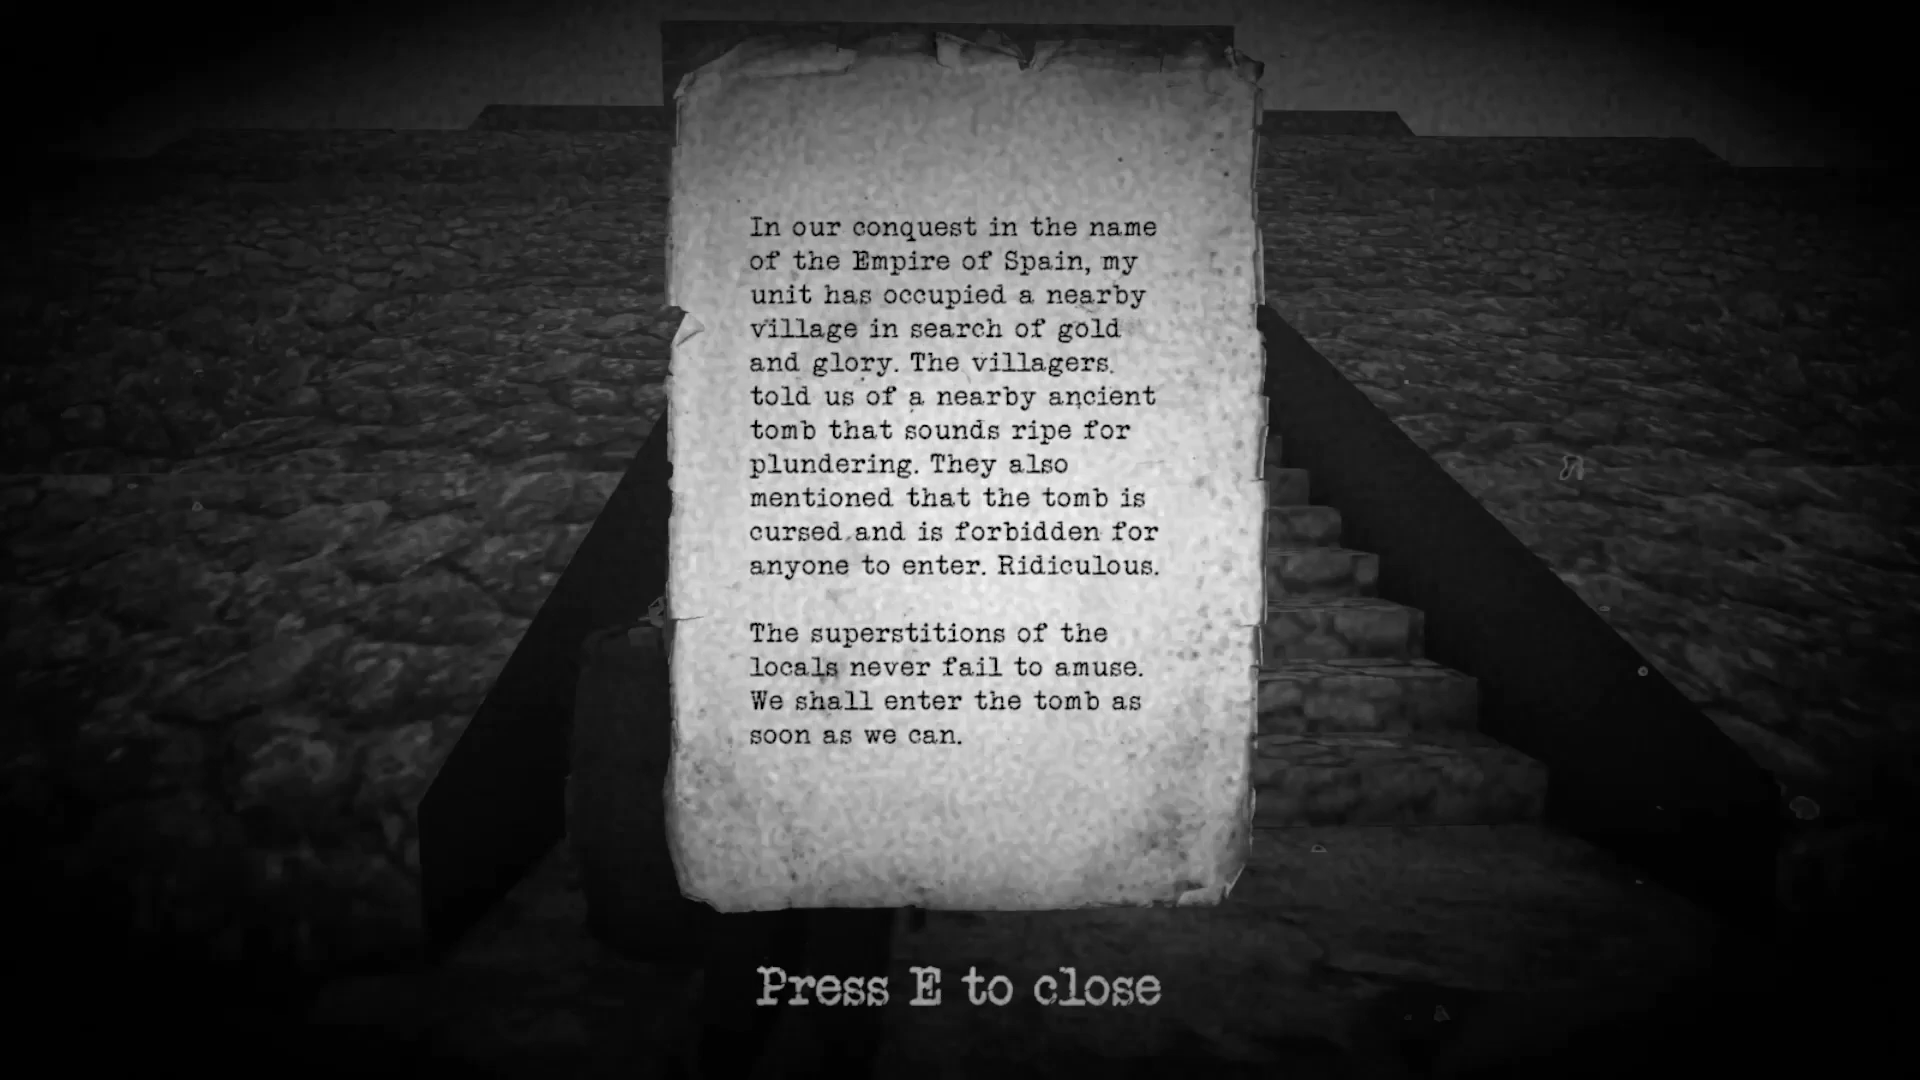 In our conquest in the name
of the Empire of Spain, my
unit has occupied a nearby
village in search of gold
and glory. The villagers
told us of a nearby ancient
tomb that sounds ripe for
plundering. They also
mentioned that the tomb is
cursed and is forbidden for
anyone to enter. Ridiculous.
The superstitions of the
locals never fail to amuse.
We shall enter the tomb as
soon as we can.
Press E to close